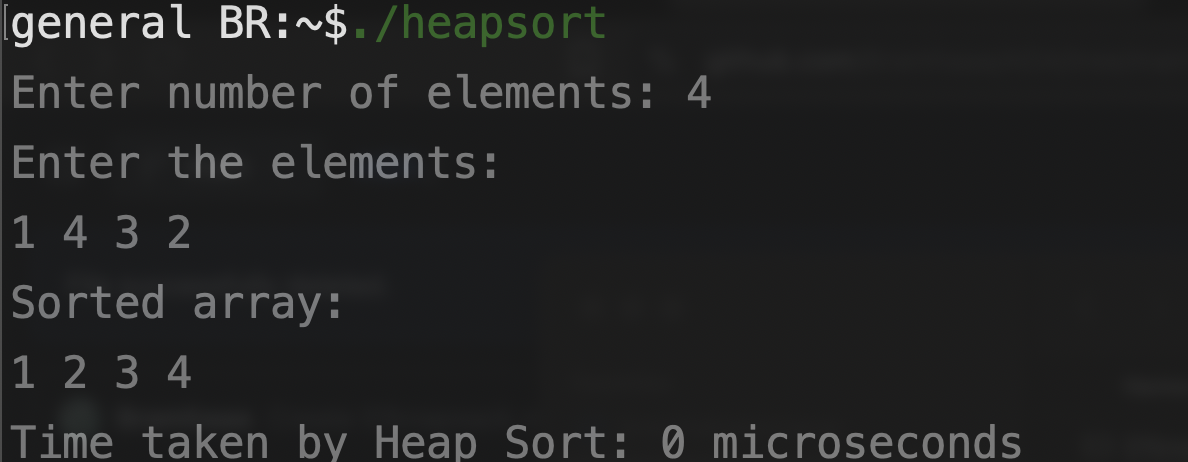 general BR:~$./heapsort
Enter number of elements: 4
Enter the elements:
1 4 3 2
Sorted array:
1 2 3 4
Time taken by Heap Sort: 0 microseconds